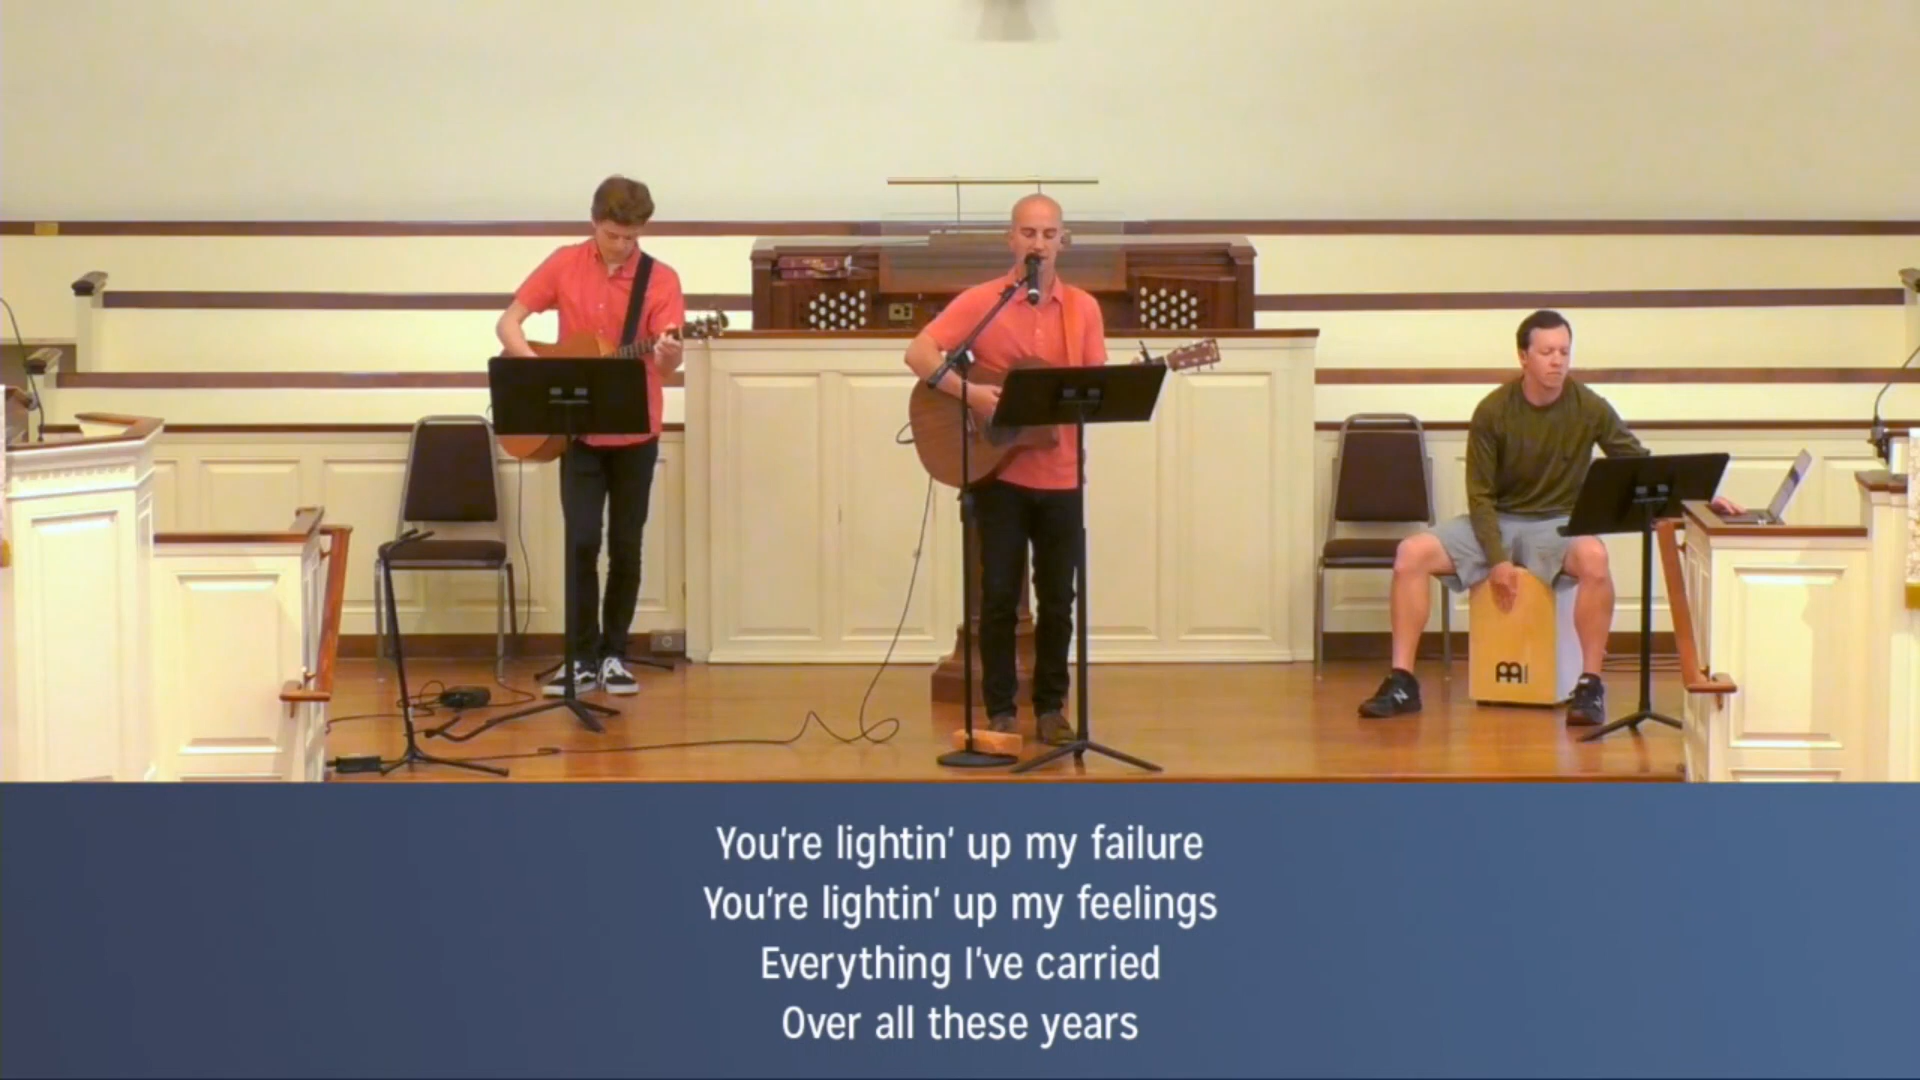 You're lightin' up my failure
You're lightin' up my feelings
Everything I've carried
Over all these years